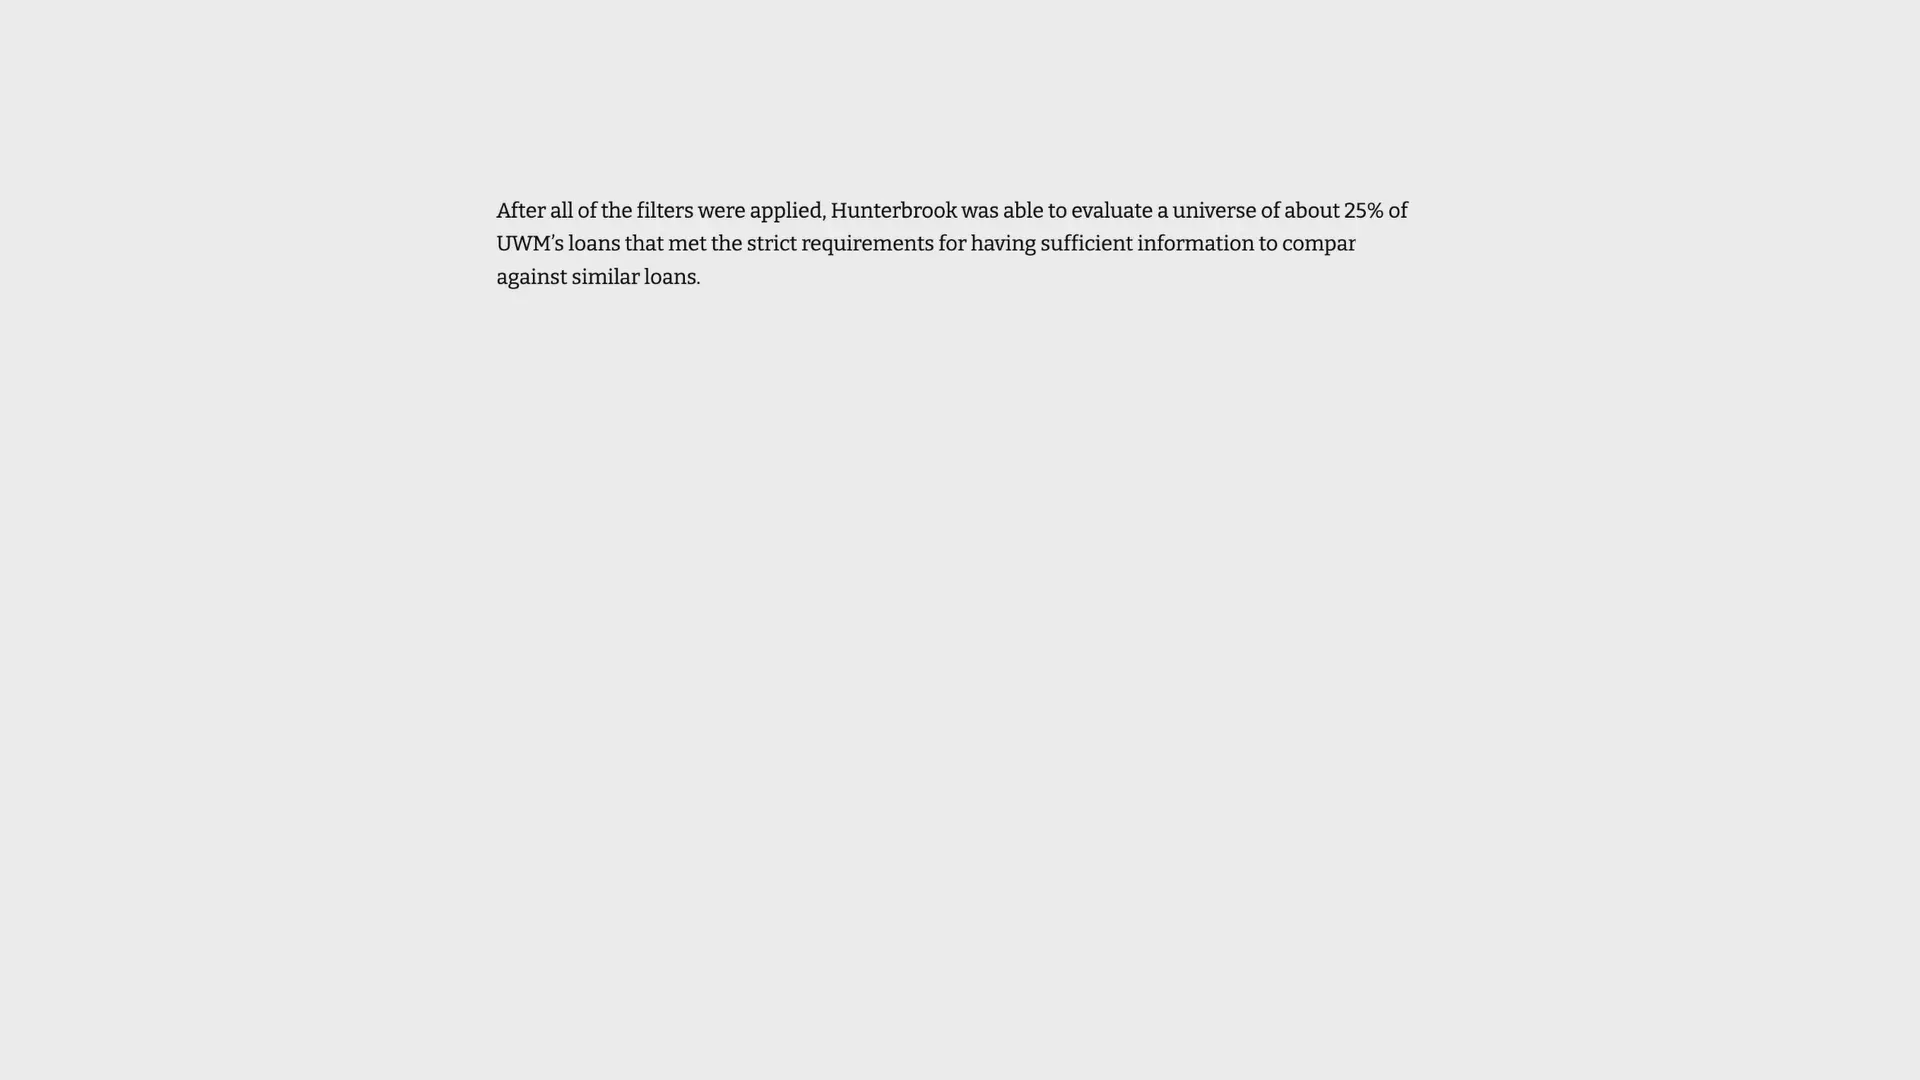 After all of the filters were applied, Hunterbrook was able to evaluate a universe of about 25% of
UWM’s loans that met the strict requirements for having sufficient information to compar
against similar loans.